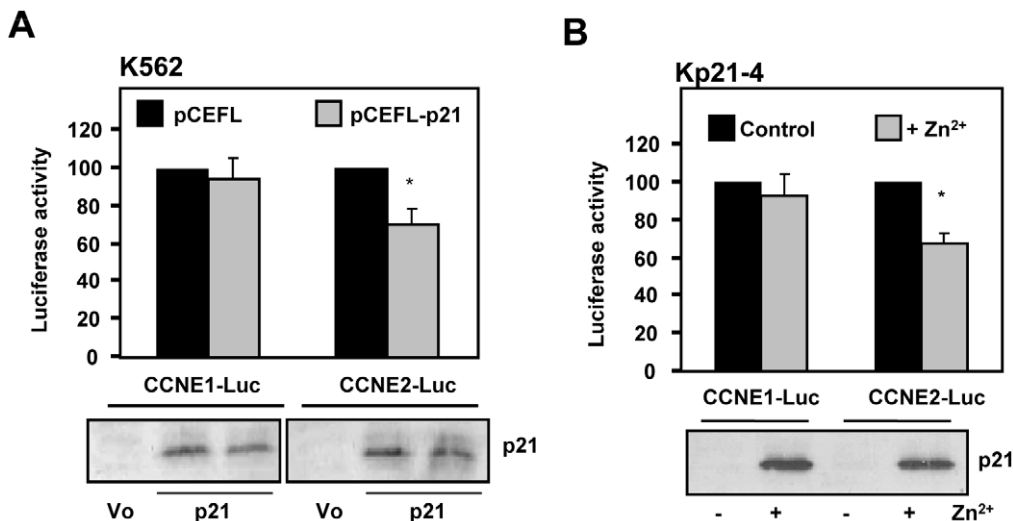 A
K562
pCEFL
pCEFL-p21
Luciferase activity
120
100
80
60
40
20
0
*
CCNE1-Luc
CCNE2-Luc
p21
Vo
p21
Vo
p21
B
Kp21-4
Control
+ Zn²⁺
Luciferase activity
120
100
80
60
40
20
0
*
CCNE1-Luc
CCNE2-Luc
p21
- + - + Zn²⁺